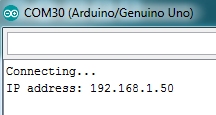 COM30 (Arduino/Genuino Uno)
Connecting...
IP address: 192.168.1.50